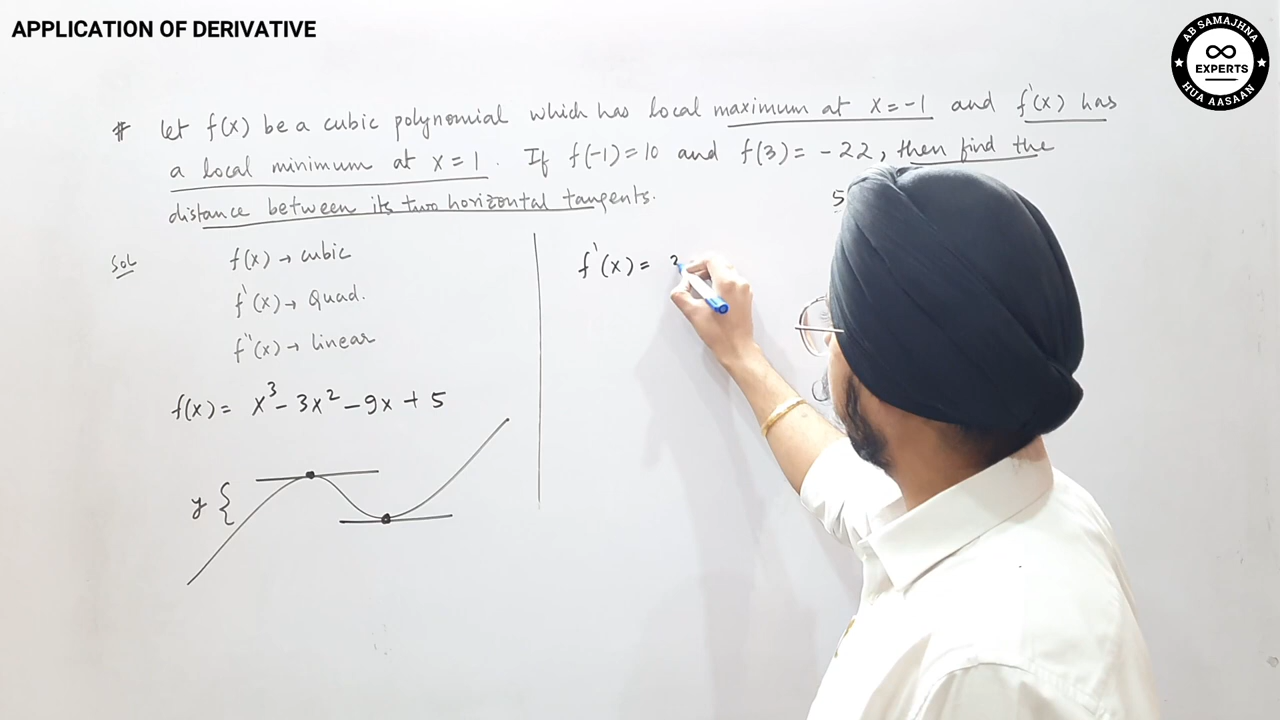 APPLICATION OF DERIVATIVE
AB SAMAJHNA
EXPERTS
HUA AASAAN
# Let f(x) be a cubic polynomial which has local maximum at x = -1 and f'(x) has
a local minimum at x = 1. If f(-1) = 10 and f(3) = -22, then find the
distance between its two horizontal tangents.
5
Sol
f(x) → cubic
f'(x) → Quad.
f''(x) → linear
f(x) = x³ - 3x² - 9x + 5
y {
f'(x) = 3